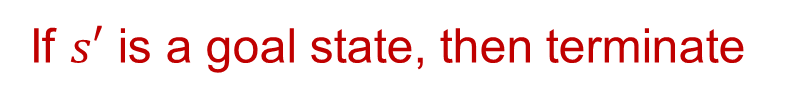 If s′ is a goal state, then terminate